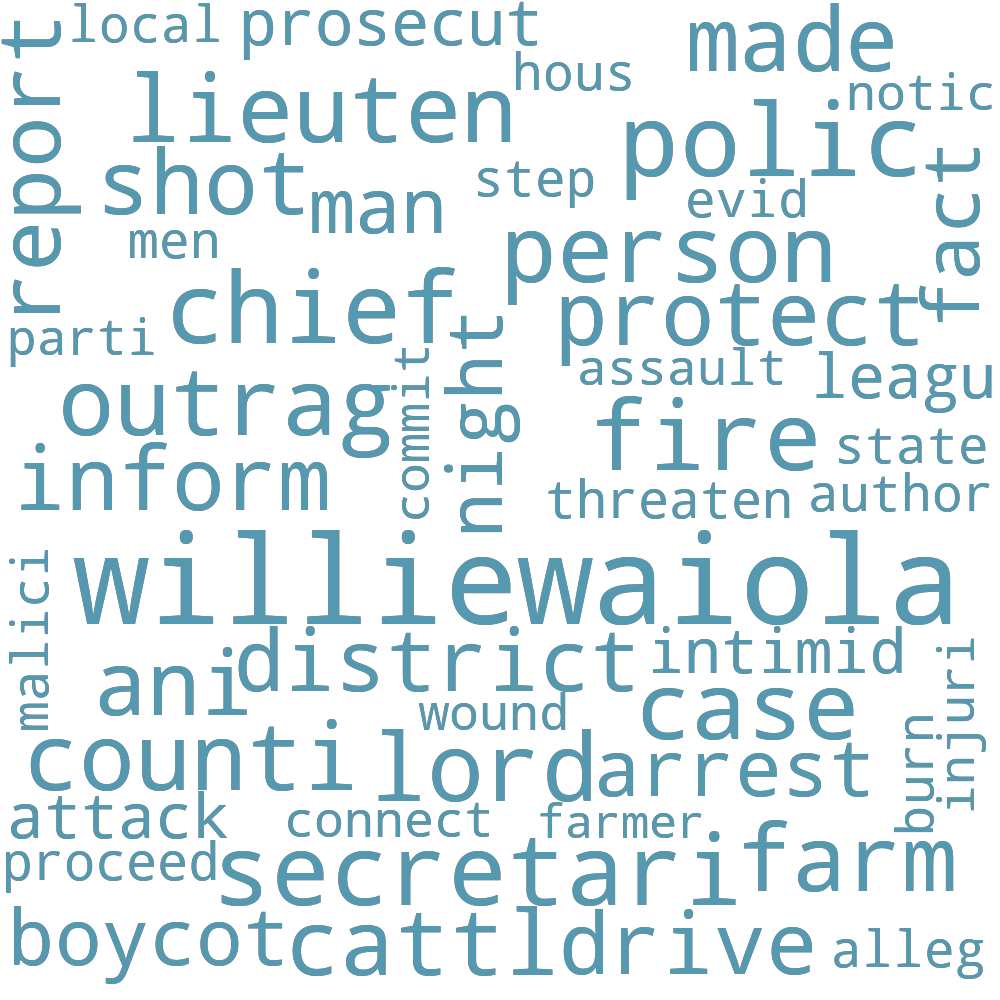 local
prosecut
made
report
hous
notic
lieuten
polic
shot
step
fact
man
evid
men
person
chief
protect
night
parti
commit
assault
leagu
outrag
fire
state
inform
threaten
author
williewaiola
malici
district
intimid
injuri
ani
case
wound
burn
counti
lord
arrest
attack
connect
farmer
proceed
secretari
farm
boycot
cattl
drive
alleg